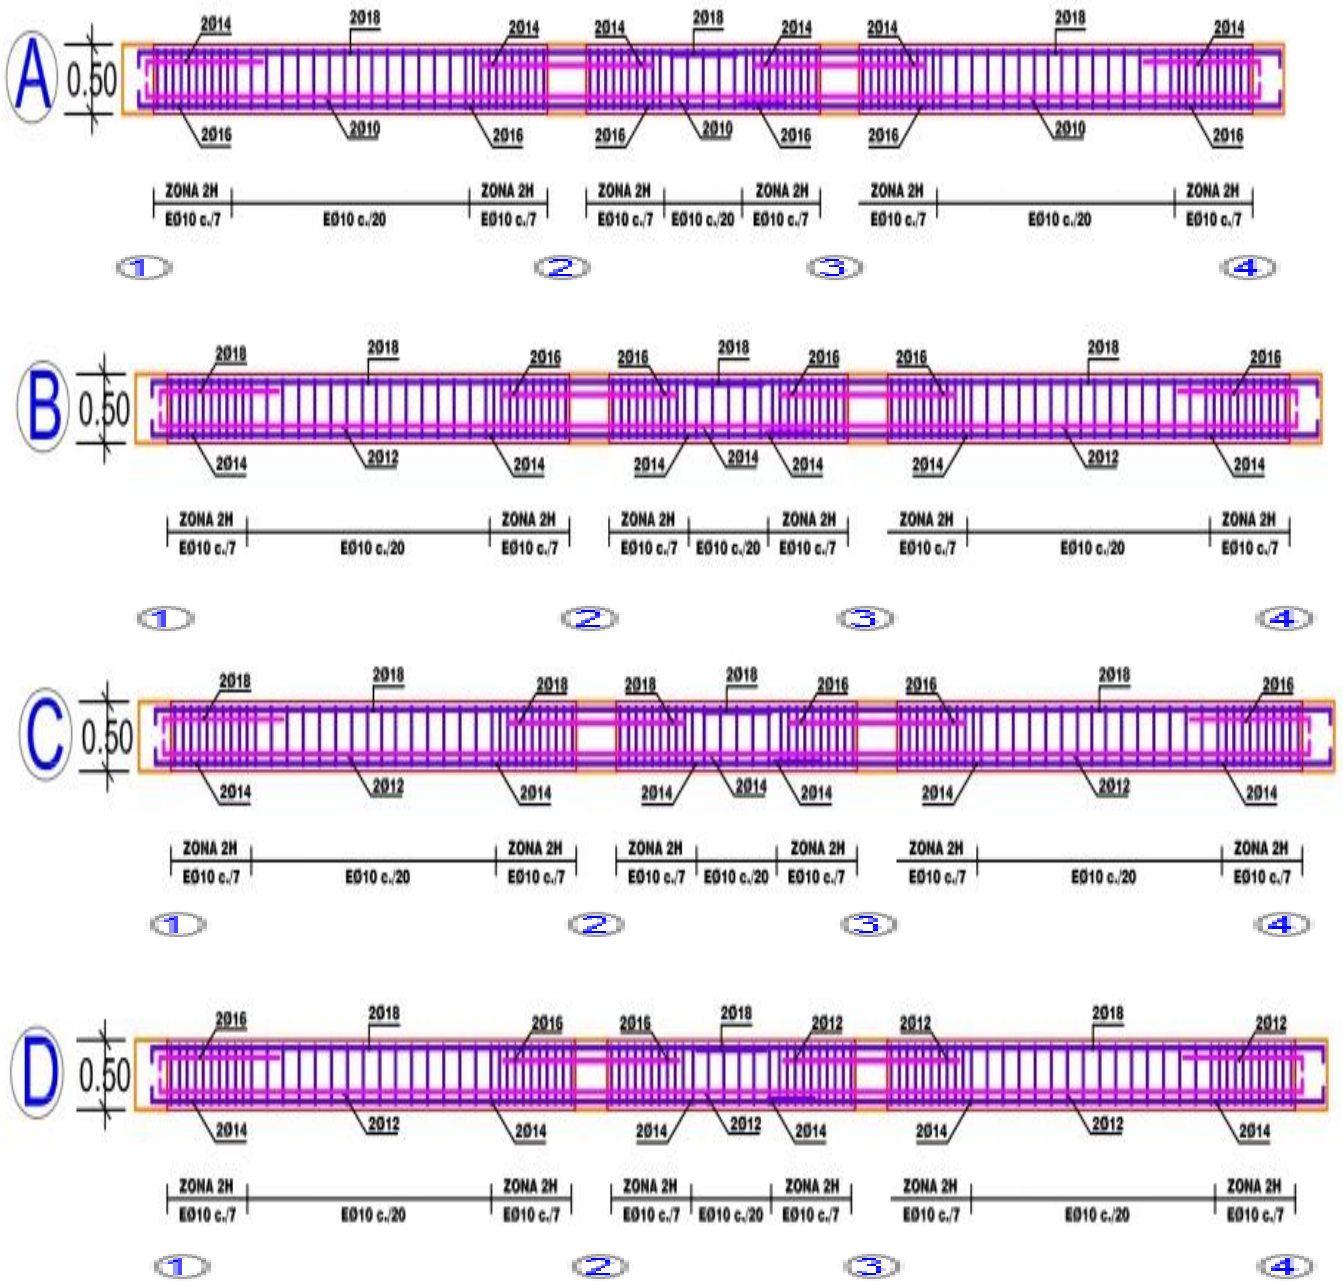 2Ø14 2Ø18 2Ø14 2Ø14 2Ø18 2Ø14 2Ø14 2Ø18 2Ø14
A 0.50
2Ø16 2Ø10 2Ø16 2Ø16 2Ø10 2Ø16 2Ø16 2Ø10 2Ø16
ZONA 2H ZONA 2H ZONA 2H ZONA 2H ZONA 2H ZONA 2H
EØ10 c./7 EØ10 c./20 EØ10 c./7 EØ10 c./7 EØ10 c./20 EØ10 c./7 EØ10 c./7 EØ10 c./20 EØ10 c./7
1 2 3 4
2Ø18 2Ø18 2Ø16 2Ø16 2Ø18 2Ø16 2Ø16 2Ø18 2Ø16
B 0.50
2Ø14 2Ø12 2Ø14 2Ø14 2Ø14 2Ø14 2Ø14 2Ø12 2Ø14
ZONA 2H ZONA 2H ZONA 2H ZONA 2H ZONA 2H ZONA 2H
EØ10 c./7 EØ10 c./20 EØ10 c./7 EØ10 c./7 EØ10 c./20 EØ10 c./7 EØ10 c./7 EØ10 c./20 EØ10 c./7
1 2 3 4
2Ø18 2Ø18 2Ø18 2Ø18 2Ø18 2Ø16 2Ø16 2Ø18 2Ø16
C 0.50
2Ø14 2Ø12 2Ø14 2Ø14 2Ø14 2Ø14 2Ø14 2Ø12 2Ø14
ZONA 2H ZONA 2H ZONA 2H ZONA 2H ZONA 2H ZONA 2H
EØ10 c./7 EØ10 c./20 EØ10 c./7 EØ10 c./7 EØ10 c./20 EØ10 c./7 EØ10 c./7 EØ10 c./20 EØ10 c./7
1 2 3 4
2Ø16 2Ø18 2Ø16 2Ø16 2Ø18 2Ø12 2Ø12 2Ø18 2Ø12
D 0.50
2Ø14 2Ø12 2Ø14 2Ø14 2Ø12 2Ø14 2Ø14 2Ø12 2Ø14
ZONA 2H ZONA 2H ZONA 2H ZONA 2H ZONA 2H ZONA 2H
EØ10 c./7 EØ10 c./20 EØ10 c./7 EØ10 c./7 EØ10 c./20 EØ10 c./7 EØ10 c./7 EØ10 c./20 EØ10 c./7
1 2 3 4